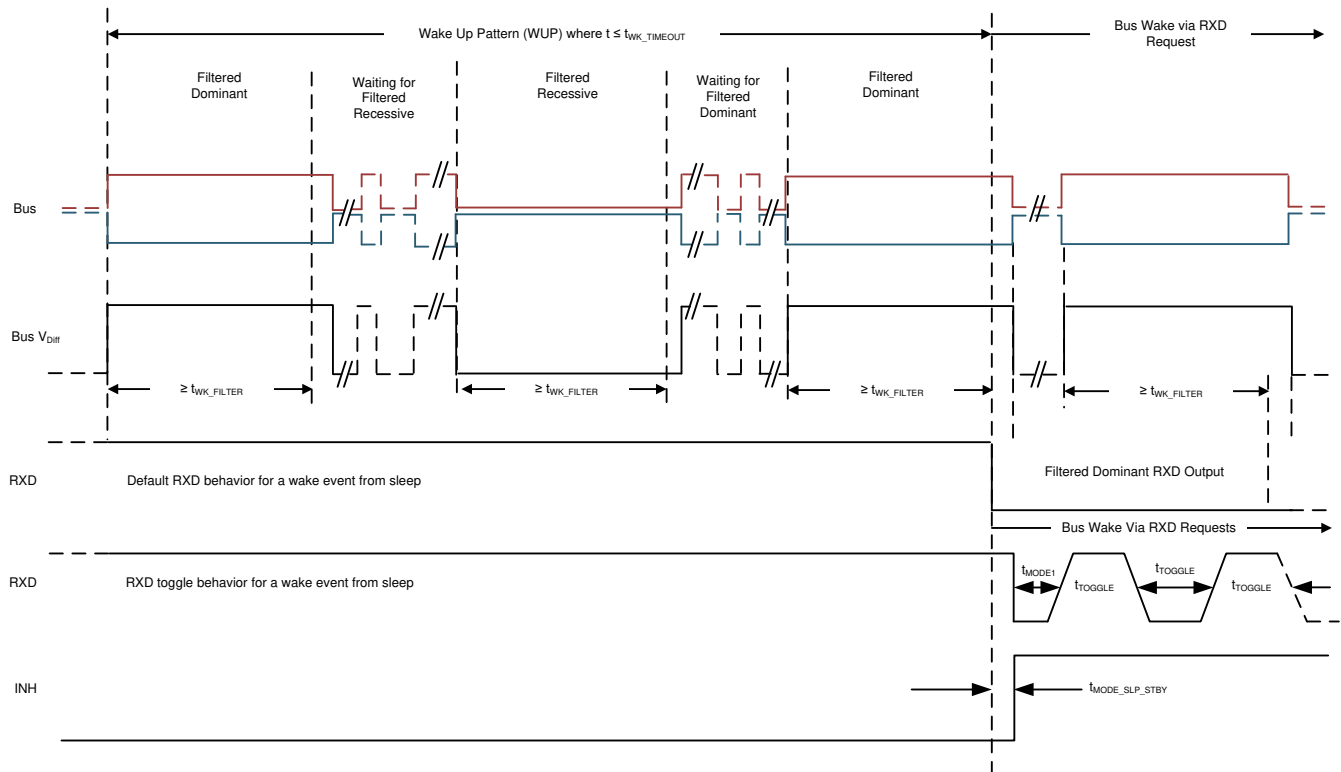 Wake Up Pattern (WUP) where t ≤ tWK_TIMEOUT
Bus Wake via RXD
Request
Filtered
Dominant
Waiting for
Filtered
Recessive
Filtered
Recessive
Waiting for
Filtered
Dominant
Filtered
Dominant
Bus
Bus VDiff
≥ tWK_FILTER
≥ tWK_FILTER
≥ tWK_FILTER
≥ tWK_FILTER
RXD
Default RXD behavior for a wake event from sleep
Filtered Dominant RXD Output
Bus Wake Via RXD Requests
RXD
RXD toggle behavior for a wake event from sleep
tMODE1
tTOGGLE
tTOGGLE
tTOGGLE
INH
tMODE_SLP_STBY